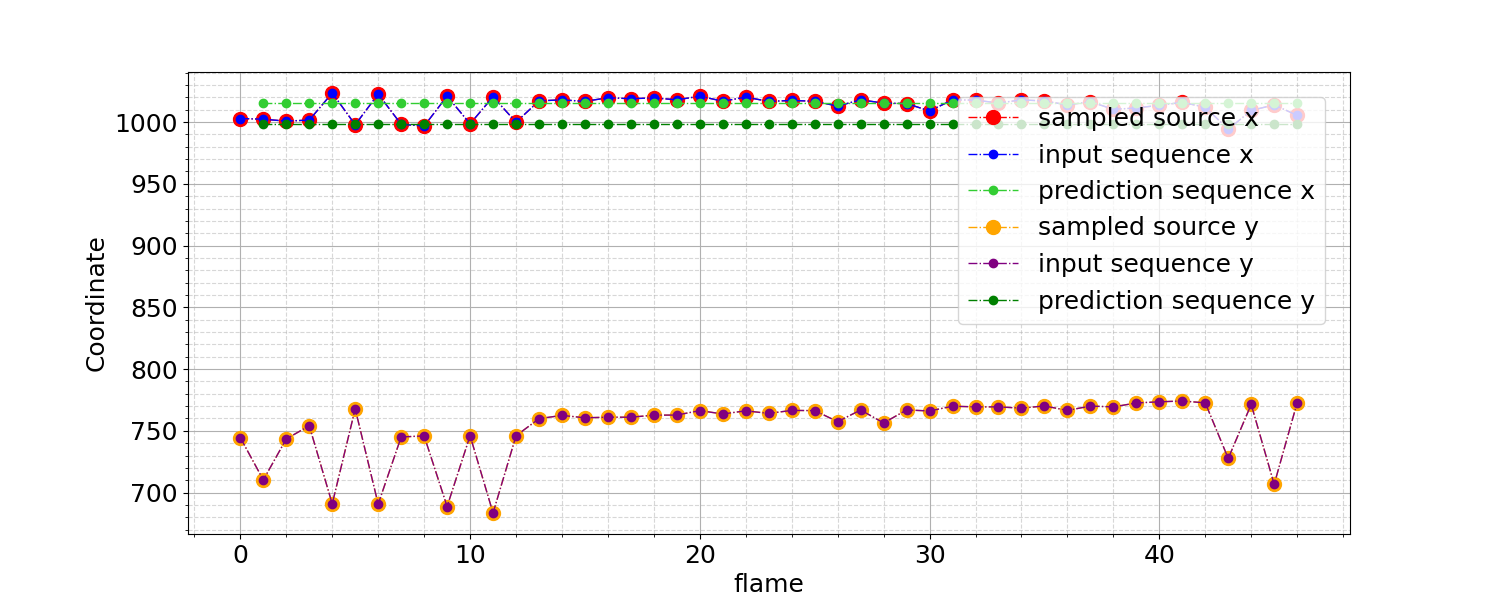 1000
950
900
850
800
750
700
Coordinate
0
10
20
30
40
flame
sampled source x
input sequence x
prediction sequence x
sampled source y
input sequence y
prediction sequence y